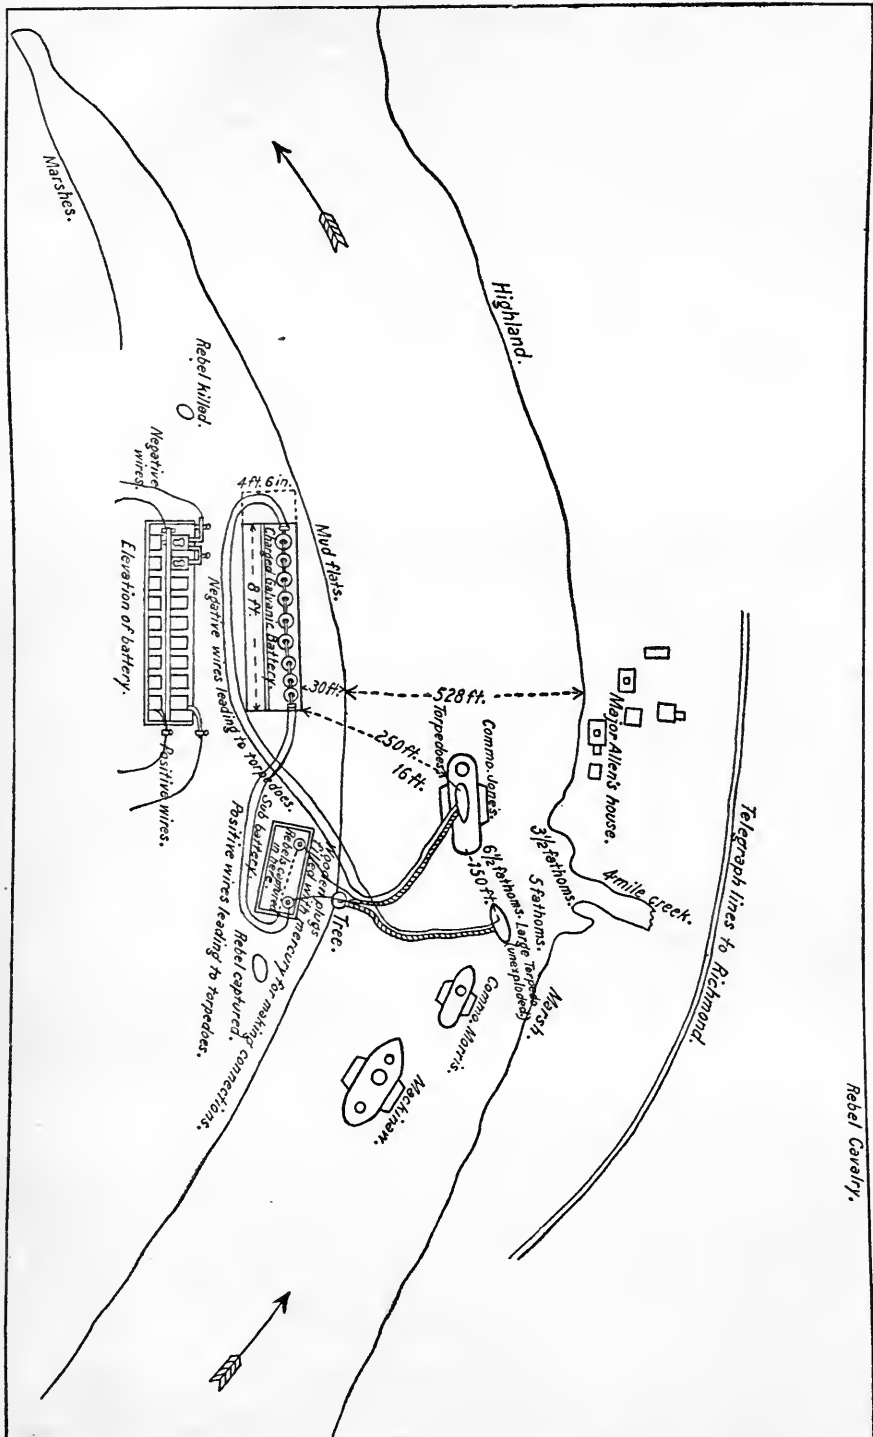 Marshes.
Highland.
Rebel killed.
Negative
wires.
4 ft. 6 in.
Mud flats.
Charged Galvanic Battery.
8 ft.
Elevation of battery.
Negative wires leading to torpedoes.
Positive wires.
30 ft.
528 ft.
250 ft.
16 ft.
Torpedoes.
Commo. Jones.
Major Allen's house.
Telegraph lines to Richmond.
3½ fathoms.
4 mile creek.
5 fathoms.
6½ fathoms.
150 ft.
Large Torpedo
(unexploded)
Marsh.
Tree.
Wooden plugs
filled with mercury for making connections.
Rebels captured
in here.
Sub battery
Positive wires leading to torpedoes.
Rebel captured.
Commo. Morris.
Mackinaw.
Rebel Cavalry.